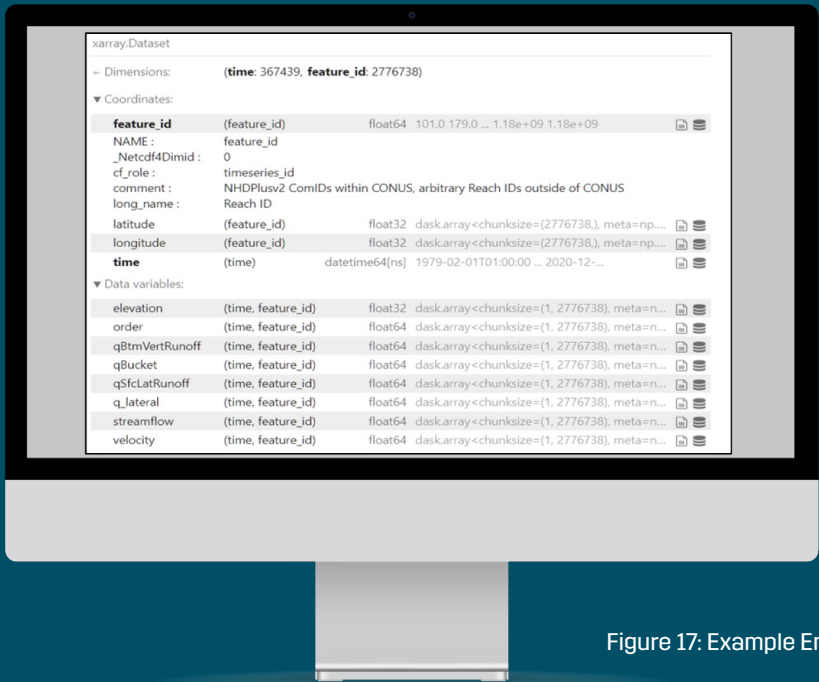 xarray.Dataset
► Dimensions: (time: 367439, feature_id: 2776738)
▼ Coordinates:
feature_id (feature_id) float64 101.0 179.0 ... 1.18e+09 1.18e+09
NAME : feature_id
_Netcdf4Dimid : 0
cf_role : timeseries_id
comment : NHDPlusv2 ComIDs within CONUS, arbitrary Reach IDs outside of CONUS
long_name : Reach ID
latitude (feature_id) float32 dask.array<chunksize=(2776738,), meta=np....
longitude (feature_id) float32 dask.array<chunksize=(2776738,), meta=np....
time (time) datetime64[ns] 1979-02-01T01:00:00 ... 2020-12-...
▼ Data variables:
elevation (time, feature_id) float32 dask.array<chunksize=(1, 2776738), meta=n...
order (time, feature_id) float64 dask.array<chunksize=(1, 2776738), meta=n...
qBtmVertRunoff (time, feature_id) float64 dask.array<chunksize=(1, 2776738), meta=n...
qBucket (time, feature_id) float64 dask.array<chunksize=(1, 2776738), meta=n...
qSfcLatRunoff (time, feature_id) float64 dask.array<chunksize=(1, 2776738), meta=n...
q_lateral (time, feature_id) float64 dask.array<chunksize=(1, 2776738), meta=n...
streamflow (time, feature_id) float64 dask.array<chunksize=(1, 2776738), meta=n...
velocity (time, feature_id) float64 dask.array<chunksize=(1, 2776738), meta=n...
Figure 17: Example